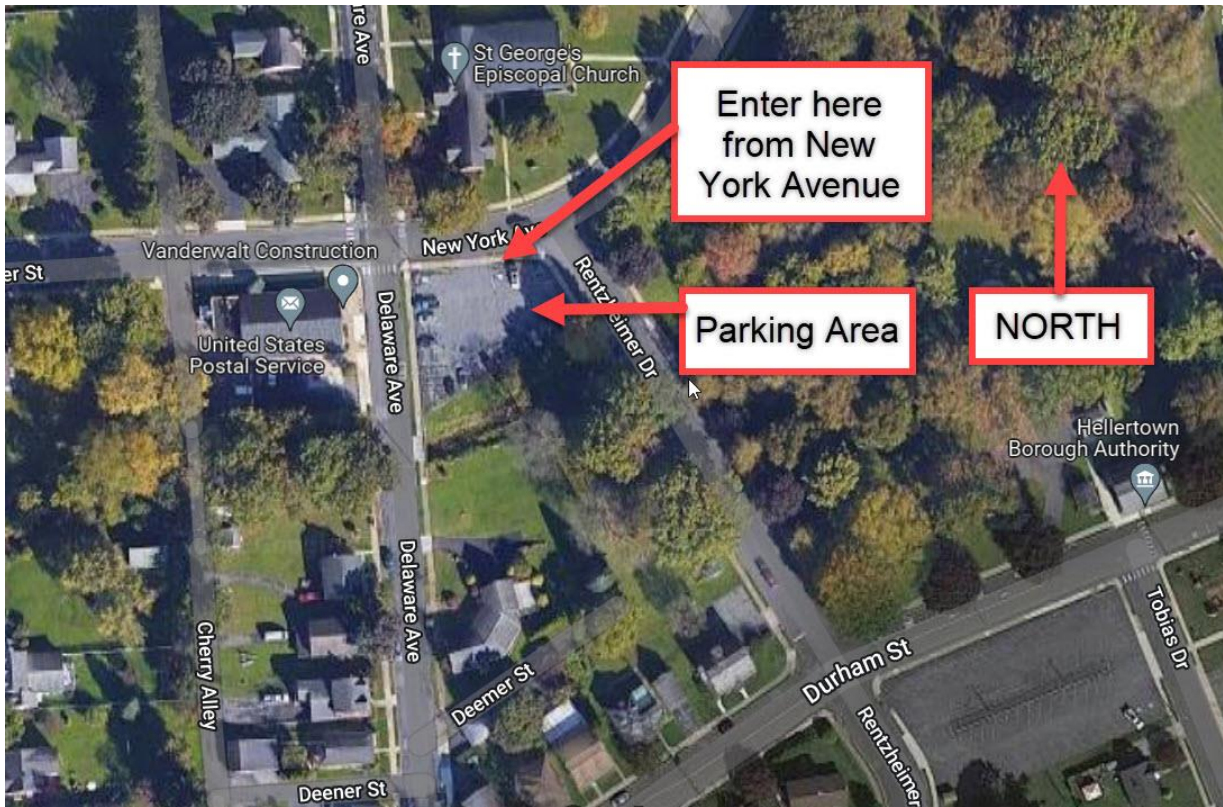 re Ave
St George's
Episcopal Church
Enter here
from New
York Avenue
Vanderwalt Construction
New York Ave
er St
Rentzheimer Dr
Parking Area
NORTH
Delaware Ave
United States
Postal Service
Hellertown
Borough Authority
Delaware Ave
Cherry Alley
Tobias Dr
Durham St
Deemer St
Rentzheimer
Deener St